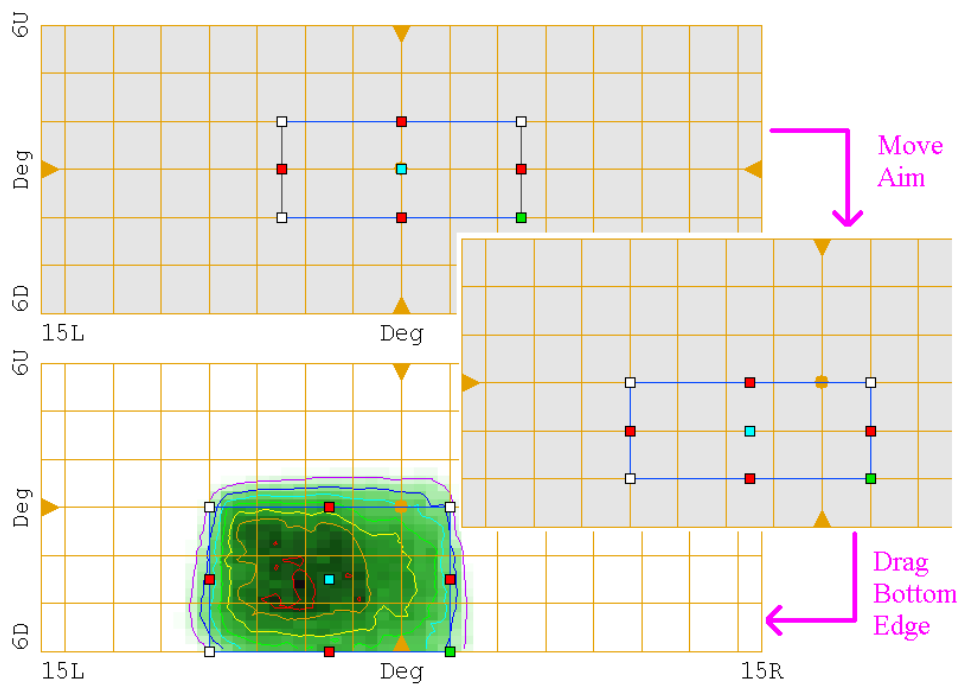 6U
Deg
6D
15L
Deg
Move
Aim
6U
Deg
6D
15L
Deg
15R
Drag
Bottom
Edge